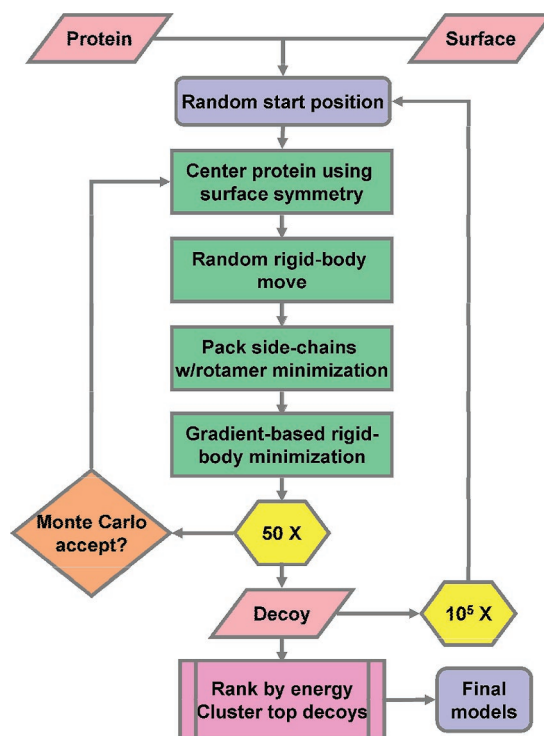 Protein
Surface
Random start position
Center protein using
surface symmetry
Random rigid-body
move
Pack side-chains
w/rotamer minimization
Gradient-based rigid-
body minimization
Monte Carlo
accept?
50 X
Decoy
10⁵ X
Rank by energy
Cluster top decoys
Final
models